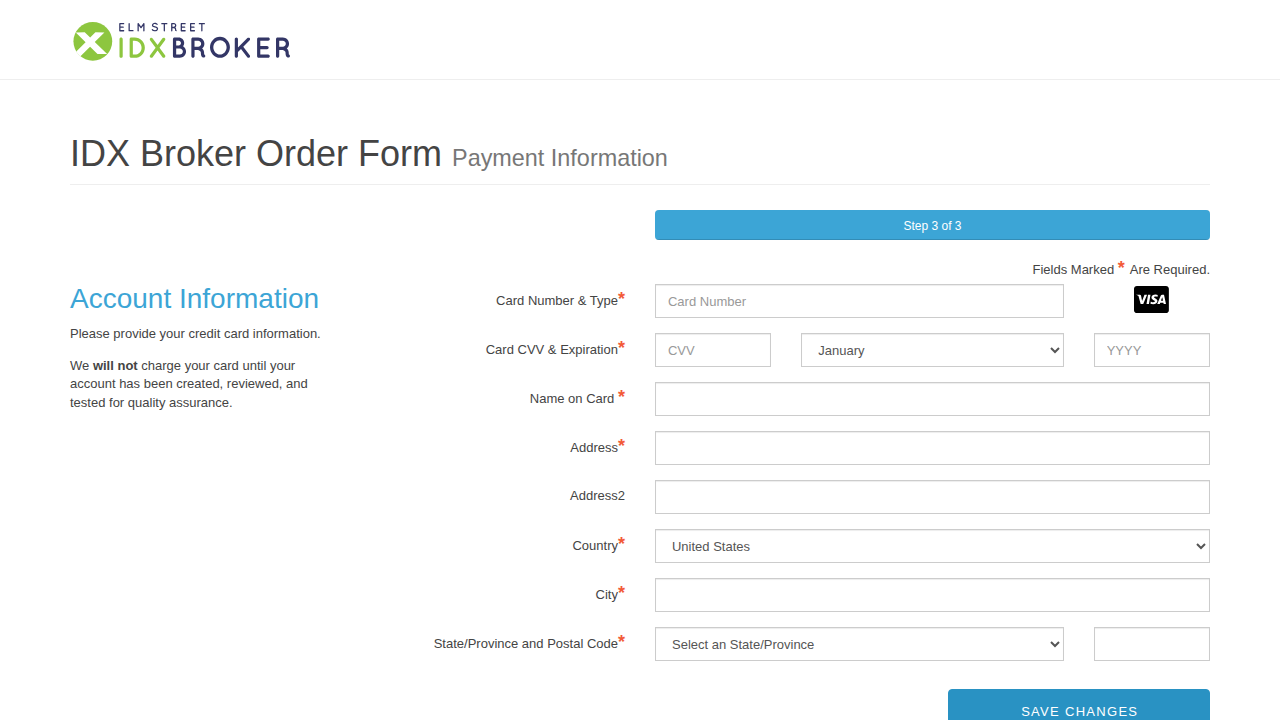 ELM STREET
IDXBROKER
IDX Broker Order Form Payment Information
Step 3 of 3
Fields Marked * Are Required.
Account Information
Please provide your credit card information.
We will not charge your card until your
account has been created, reviewed, and
tested for quality assurance.
Card Number & Type* Card Number VISA
Card CVV & Expiration* CVV January YYYY
Name on Card *
Address*
Address2
Country* United States
City*
State/Province and Postal Code* Select an State/Province
SAVE CHANGES